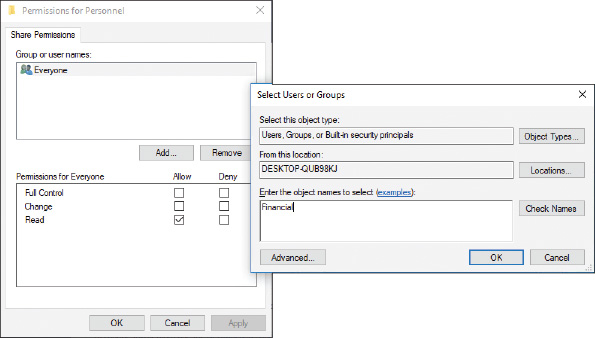 Permissions for Personnel
Share Permissions
Group or user names:
Everyone
Add...
Remove
Permissions for Everyone
Allow
Deny
Full Control
Change
Read
OK
Cancel
Apply
Select Users or Groups
Select this object type:
Users, Groups, or Built-in security principals
Object Types...
From this location:
DESKTOP-QUB98KJ
Locations...
Enter the object names to select (examples):
Financial
Check Names
Advanced...
OK
Cancel